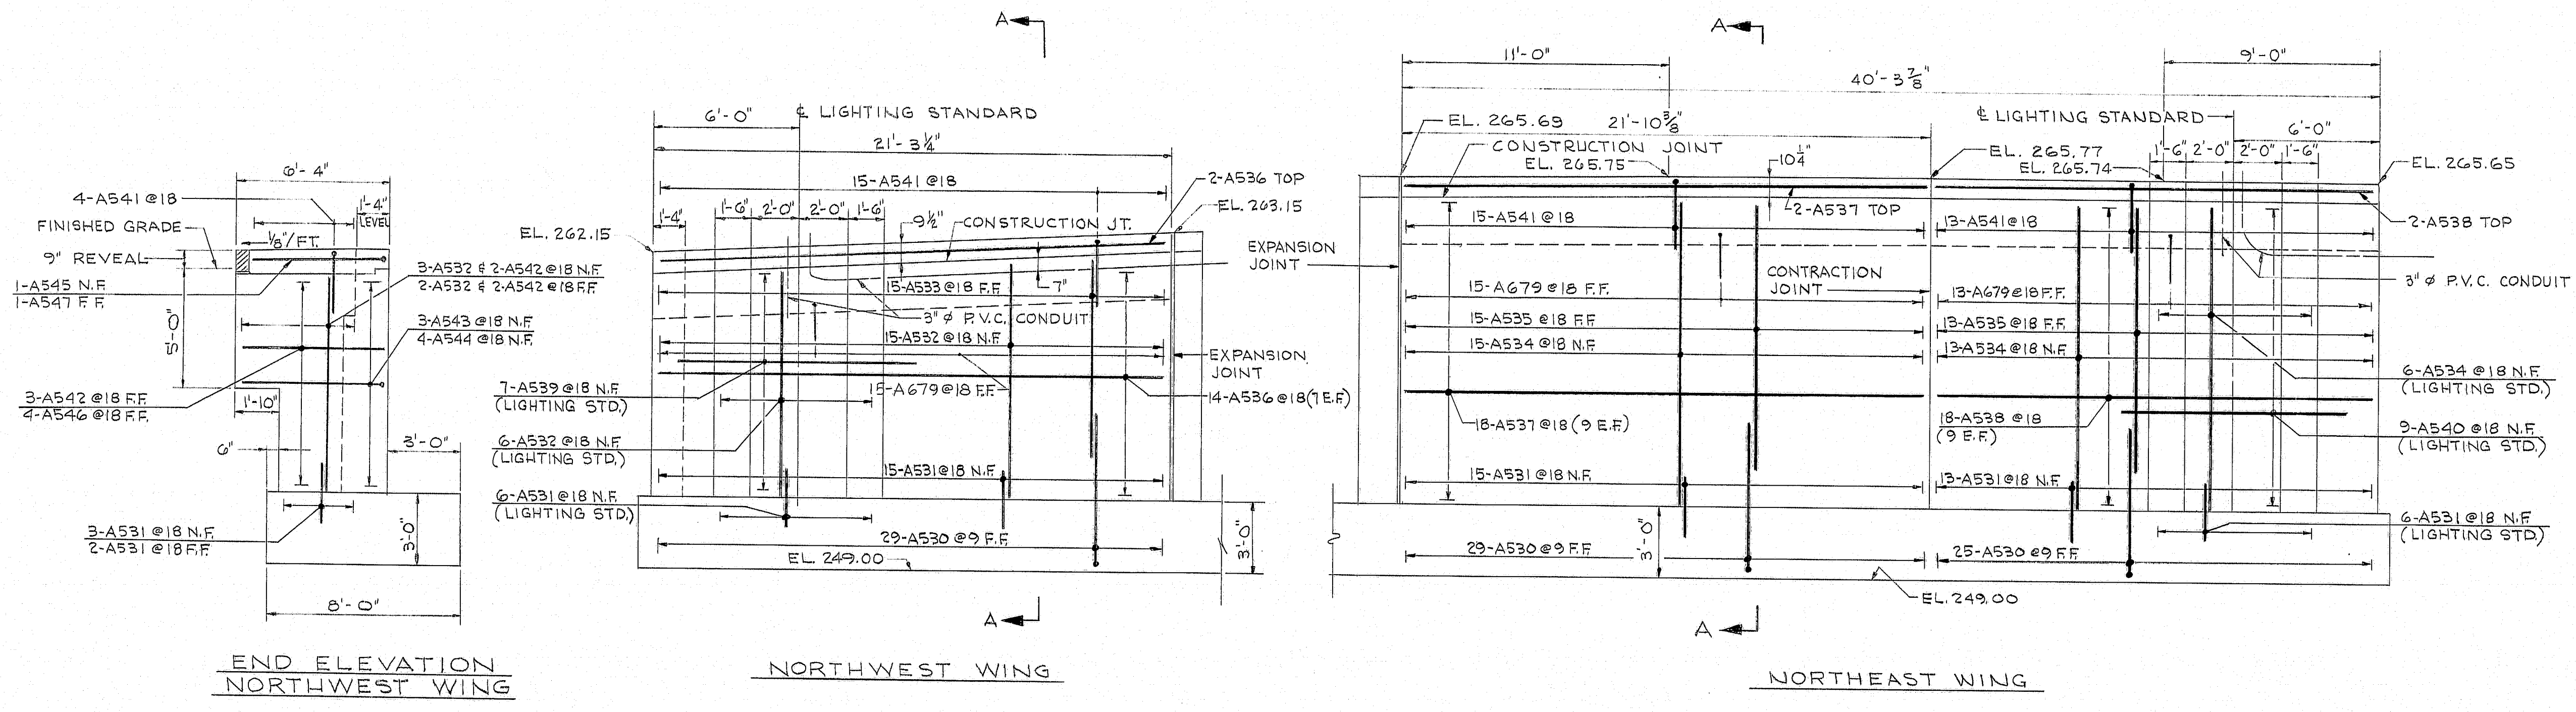 6'-4"
4-A541 @18
1'-4"
LEVEL
FINISHED GRADE
1/8"/FT.
9" REVEAL
3-A532 & 2-A542 @18 N.F.
2-A532 & 2-A542 @18 F.F.
1-A545 N.F.
1-A547 F.F.
5'-0"
3-A543 @18 N.F.
4-A544 @18 N.F.
3-A542 @18 F.F.
4-A546 @18 F.F.
1'-10"
6"
3'-0"
3-A531 @18 N.F.
2-A531 @18 F.F.
3'-0"
8'-0"
END ELEVATION
NORTHWEST WING
A
6'-0"
℄ LIGHTING STANDARD
21'-3 1/4"
15-A541 @18
2-A536 TOP
1'-4"
1'-6"
2'-0"
2'-0"
1'-6"
9 1/2"
CONSTRUCTION JT.
EL. 263.15
EL. 262.15
15-A533 @18 F.F.
7"
3" ø P.V.C. CONDUIT
15-A532 @18 N.F.
EXPANSION
JOINT
7-A539 @18 N.F.
(LIGHTING STD.)
15-A679 @18 F.F.
14-A536 @18 (7 E.F.)
6-A532 @18 N.F.
(LIGHTING STD.)
15-A531 @18 N.F.
6-A531 @18 N.F.
(LIGHTING STD.)
29-A530 @9 F.F.
EL. 249.00
3'-0"
A
NORTHWEST WING
A
11'-0"
9'-0"
40'-3 7/8"
EL. 265.69
21'-10 3/8"
℄ LIGHTING STANDARD
6'-0"
CONSTRUCTION JOINT
EL. 265.75
10 1/4"
EL. 265.77
EL. 265.74
1'-6"
2'-0"
2'-0"
1'-6"
EL. 265.65
2-A537 TOP
2-A538 TOP
15-A541 @18
13-A541 @18
EXPANSION
JOINT
CONTRACTION
JOINT
3" ø P.V.C. CONDUIT
15-A679 @18 F.F.
13-A679 @18 F.F.
15-A535 @18 F.F.
13-A535 @18 F.F.
15-A534 @18 N.F.
13-A534 @18 N.F.
6-A534 @18 N.F.
(LIGHTING STD.)
18-A537 @18 (9 E.F.)
18-A538 @18
(9 E.F.)
9-A540 @18 N.F.
(LIGHTING STD.)
15-A531 @18 N.F.
13-A531 @18 N.F.
6-A531 @18 N.F.
(LIGHTING STD.)
3'-0"
29-A530 @9 F.F.
25-A530 @9 F.F.
EL. 249.00
A
NORTHEAST WING